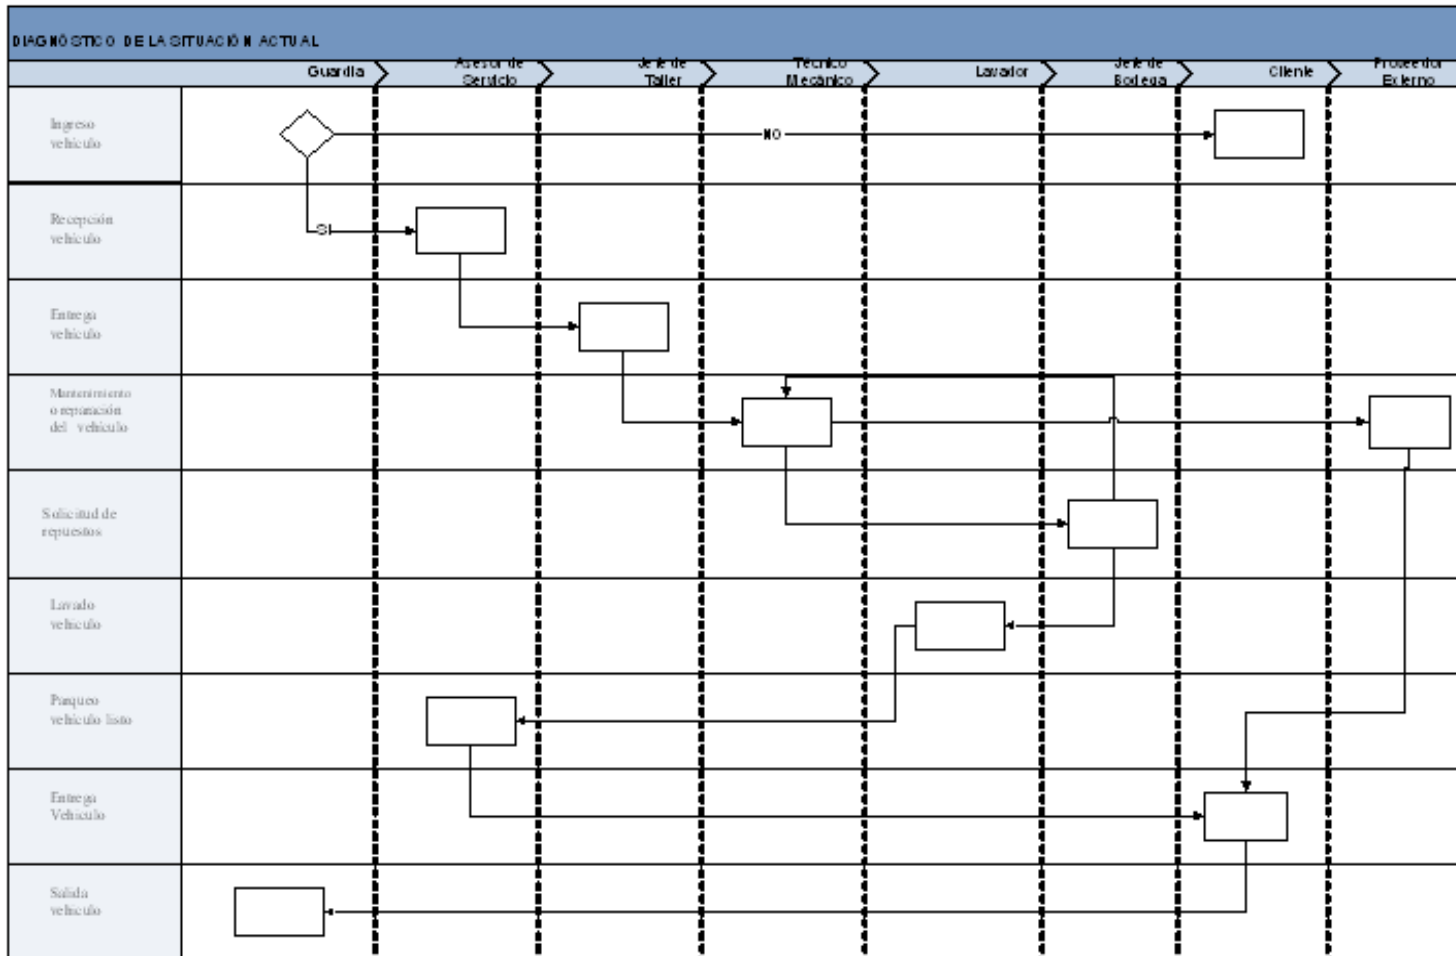 DIAGNÓSTICO DE LA SITUACIÓN ACTUAL
Guardia
Asesor de
Servicio
Jefe de
Taller
Técnico
Mecánico
Lavador
Jefe de
Bodega
Cliente
Proveedor
Externo
Ingreso
vehículo
NO
Recepción
vehículo
SI
Entrega
vehículo
Mantenimiento
o reparación
del vehículo
Solicitud de
repuestos
Lavado
vehículo
Parqueo
vehículo listo
Entrega
Vehículo
Salida
vehículo